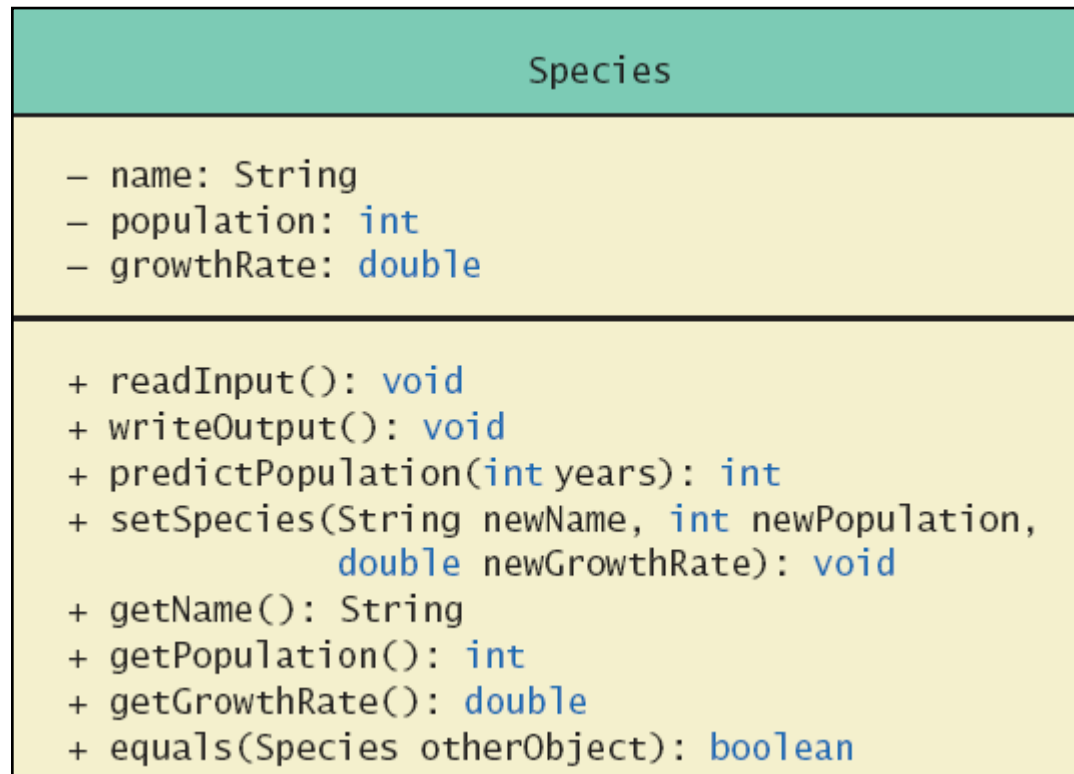 Species
– name: String
– population: int
– growthRate: double
+ readInput(): void
+ writeOutput(): void
+ predictPopulation(int years): int
+ setSpecies(String newName, int newPopulation,
double newGrowthRate): void
+ getName(): String
+ getPopulation(): int
+ getGrowthRate(): double
+ equals(Species otherObject): boolean